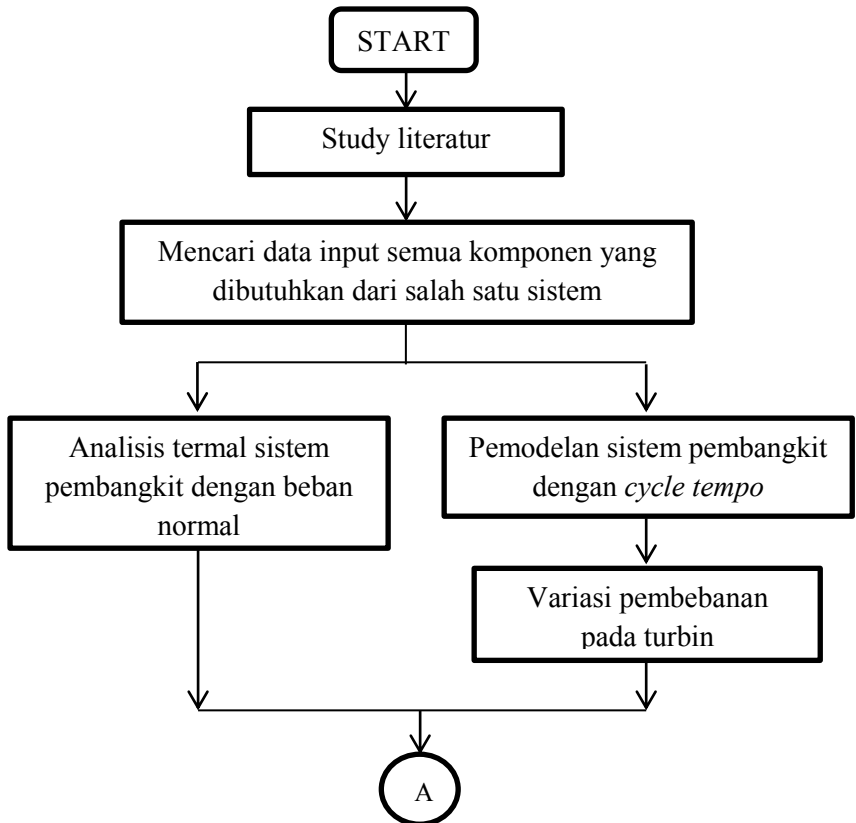 START
Study literatur
Mencari data input semua komponen yang
dibutuhkan dari salah satu sistem
Analisis termal sistem
pembangkit dengan beban
normal
Pemodelan sistem pembangkit
dengan cycle tempo
Variasi pembebanan
pada turbin
A